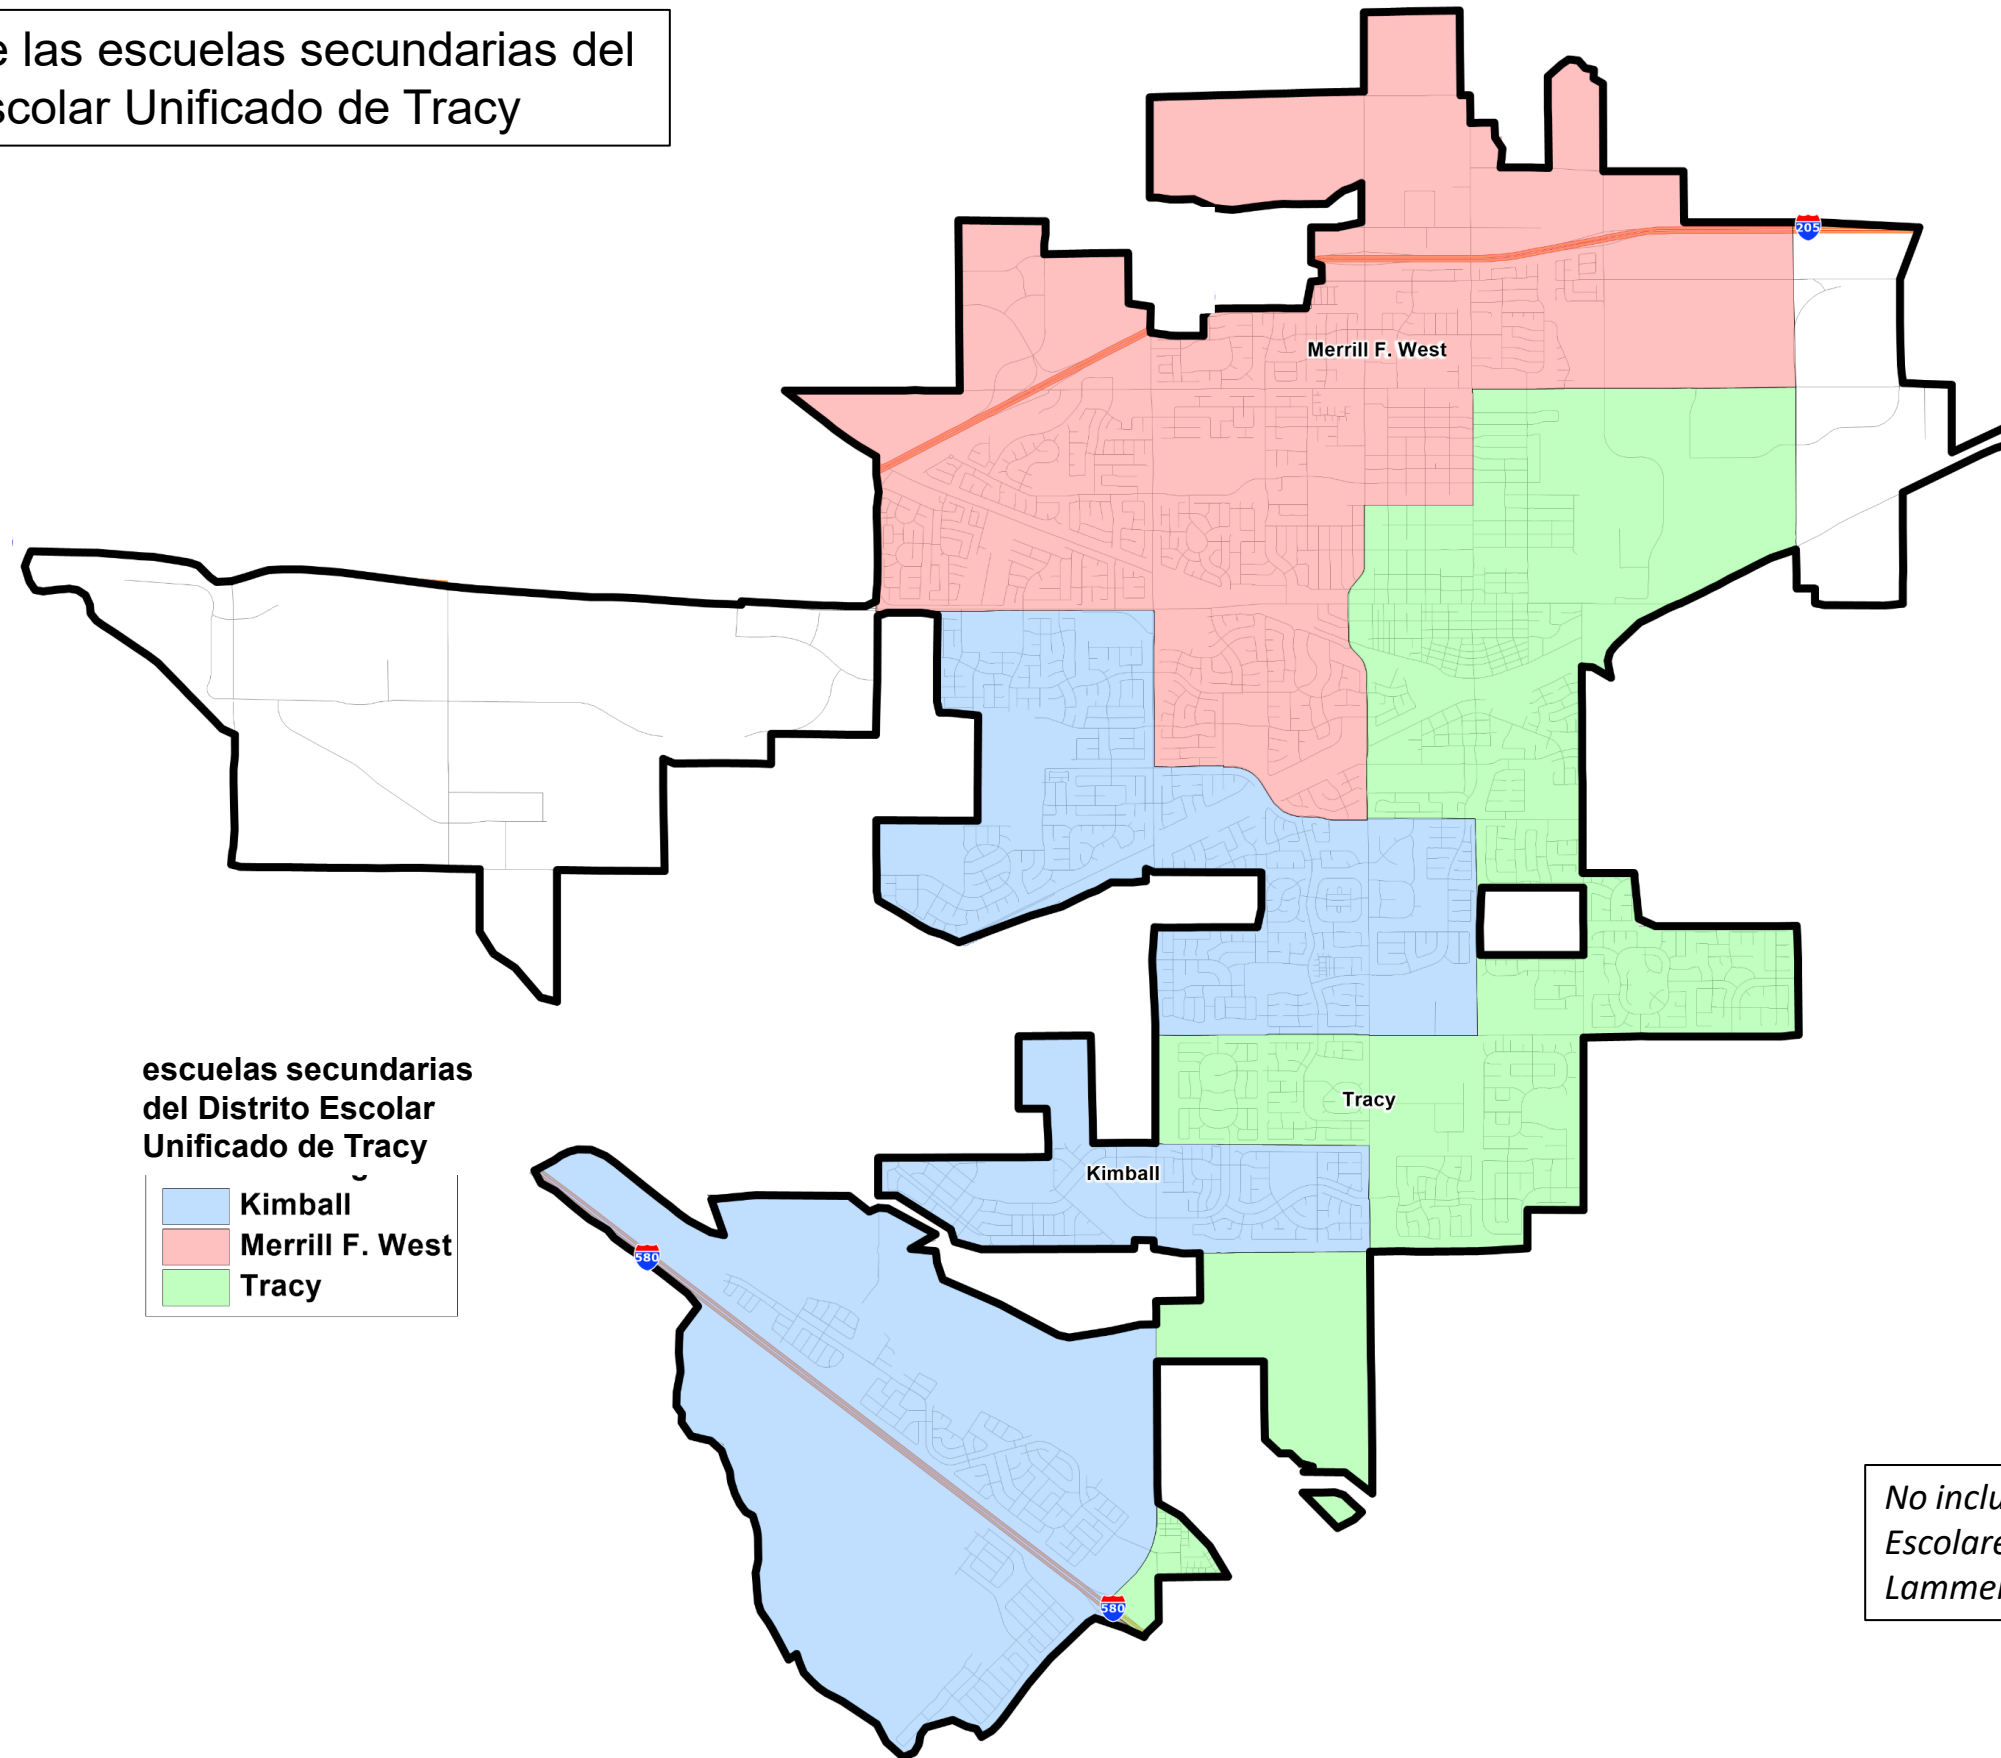 e las escuelas secundarias del
scolar Unificado de Tracy
205
Merrill F. West
escuelas secundarias
del Distrito Escolar
Unificado de Tracy
Kimball
Merrill F. West
Tracy
Tracy
Kimball
580
580
No inclu
Escolare
Lammer